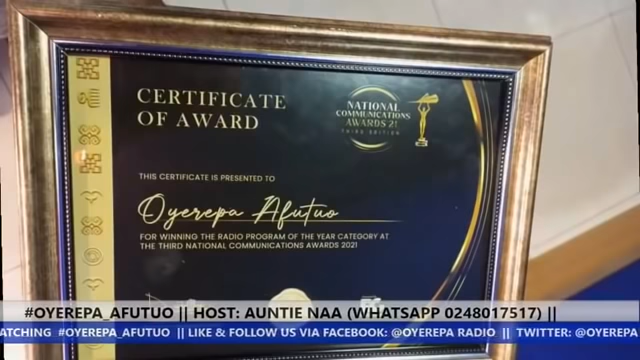 CERTIFICATE
OF AWARD
NATIONAL
COMMUNICATIONS
AWARDS 21
THIRD EDITION
THIS CERTIFICATE IS PRESENTED TO
Oyerepa Afutuo
FOR WINNING THE RADIO PROGRAM OF THE YEAR CATEGORY AT
THE THIRD NATIONAL COMMUNICATIONS AWARDS 2021
#OYEREPA_AFUTUO || HOST: AUNTIE NAA (WHATSAPP 0248017517) ||
ATCHING #OYEREPA_AFUTUO || LIKE & FOLLOW US VIA FACEBOOK: @OYEREPA RADIO || TWITTER: @OYEREPA